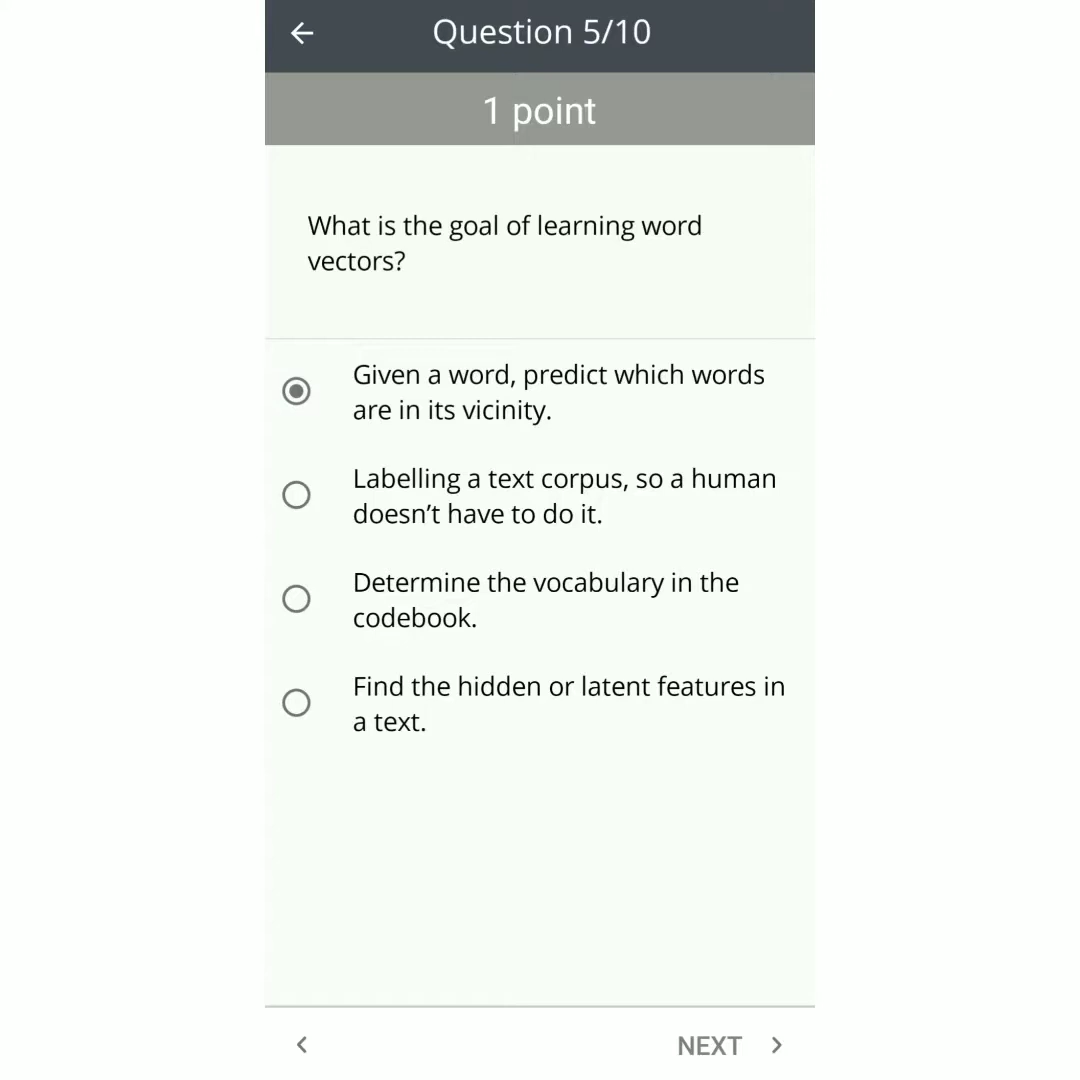 Question 5/10
1 point
What is the goal of learning word
vectors?
Given a word, predict which words
are in its vicinity.
Labelling a text corpus, so a human
doesn’t have to do it.
Determine the vocabulary in the
codebook.
Find the hidden or latent features in
a text.
NEXT